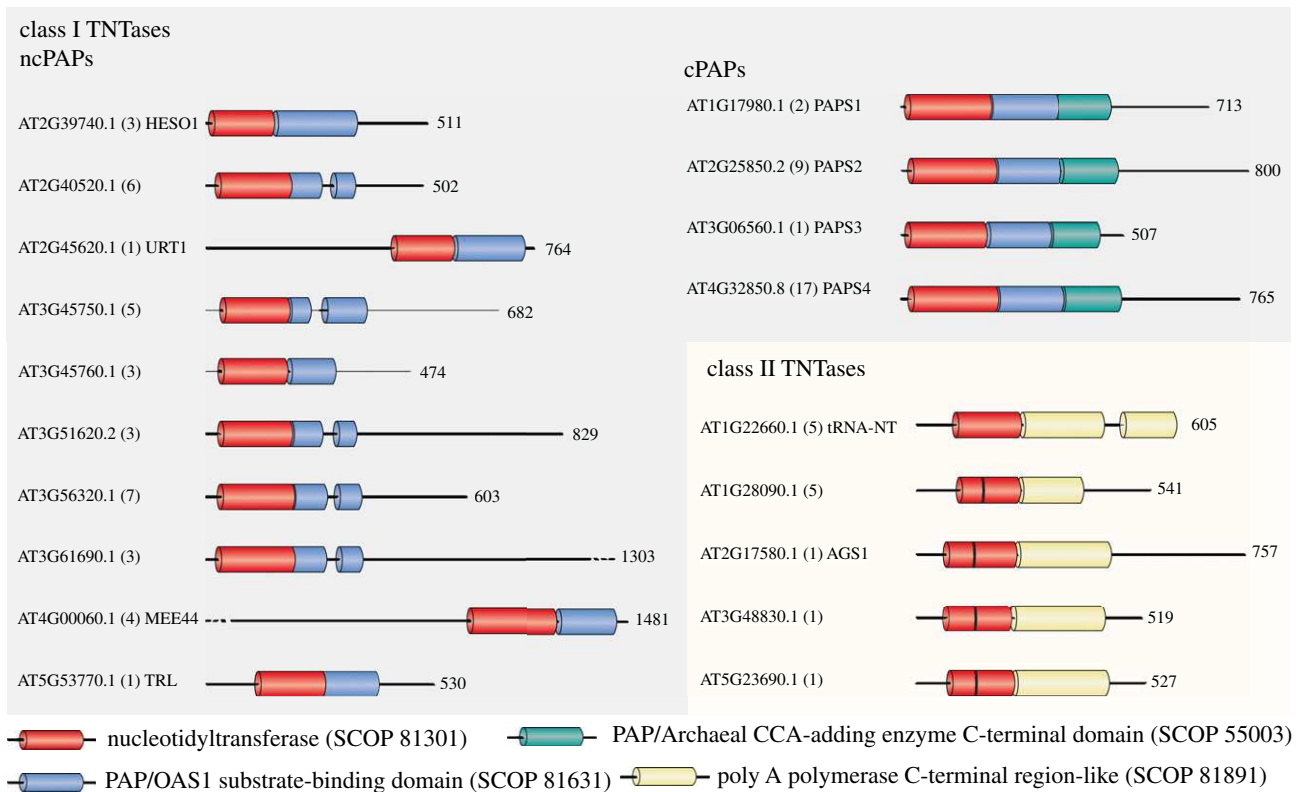 class I TNTases
ncPAPs
AT2G39740.1 (3) HESO1 511
AT2G40520.1 (6) 502
AT2G45620.1 (1) URT1 764
AT3G45750.1 (5) 682
AT3G45760.1 (3) 474
AT3G51620.2 (3) 829
AT3G56320.1 (7) 603
AT3G61690.1 (3) 1303
AT4G00060.1 (4) MEE44 1481
AT5G53770.1 (1) TRL 530
cPAPs
AT1G17980.1 (2) PAPS1 713
AT2G25850.2 (9) PAPS2 800
AT3G06560.1 (1) PAPS3 507
AT4G32850.8 (17) PAPS4 765
class II TNTases
AT1G22660.1 (5) tRNA-NT 605
AT1G28090.1 (5) 541
AT2G17580.1 (1) AGS1 757
AT3G48830.1 (1) 519
AT5G23690.1 (1) 527
nucleotidyltransferase (SCOP 81301)
PAP/Archaeal CCA-adding enzyme C-terminal domain (SCOP 55003)
PAP/OAS1 substrate-binding domain (SCOP 81631)
poly A polymerase C-terminal region-like (SCOP 81891)